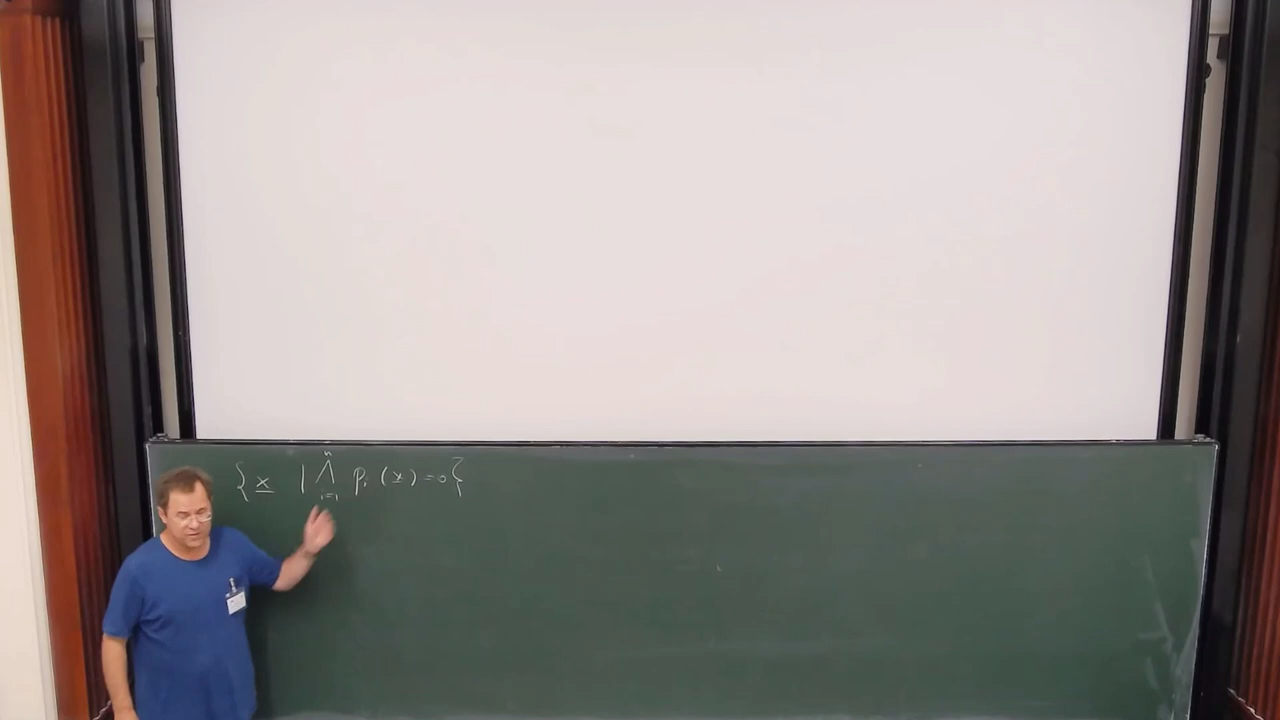 { x | ⋀ᵢ₌₁ⁿ pᵢ (x) = 0 }